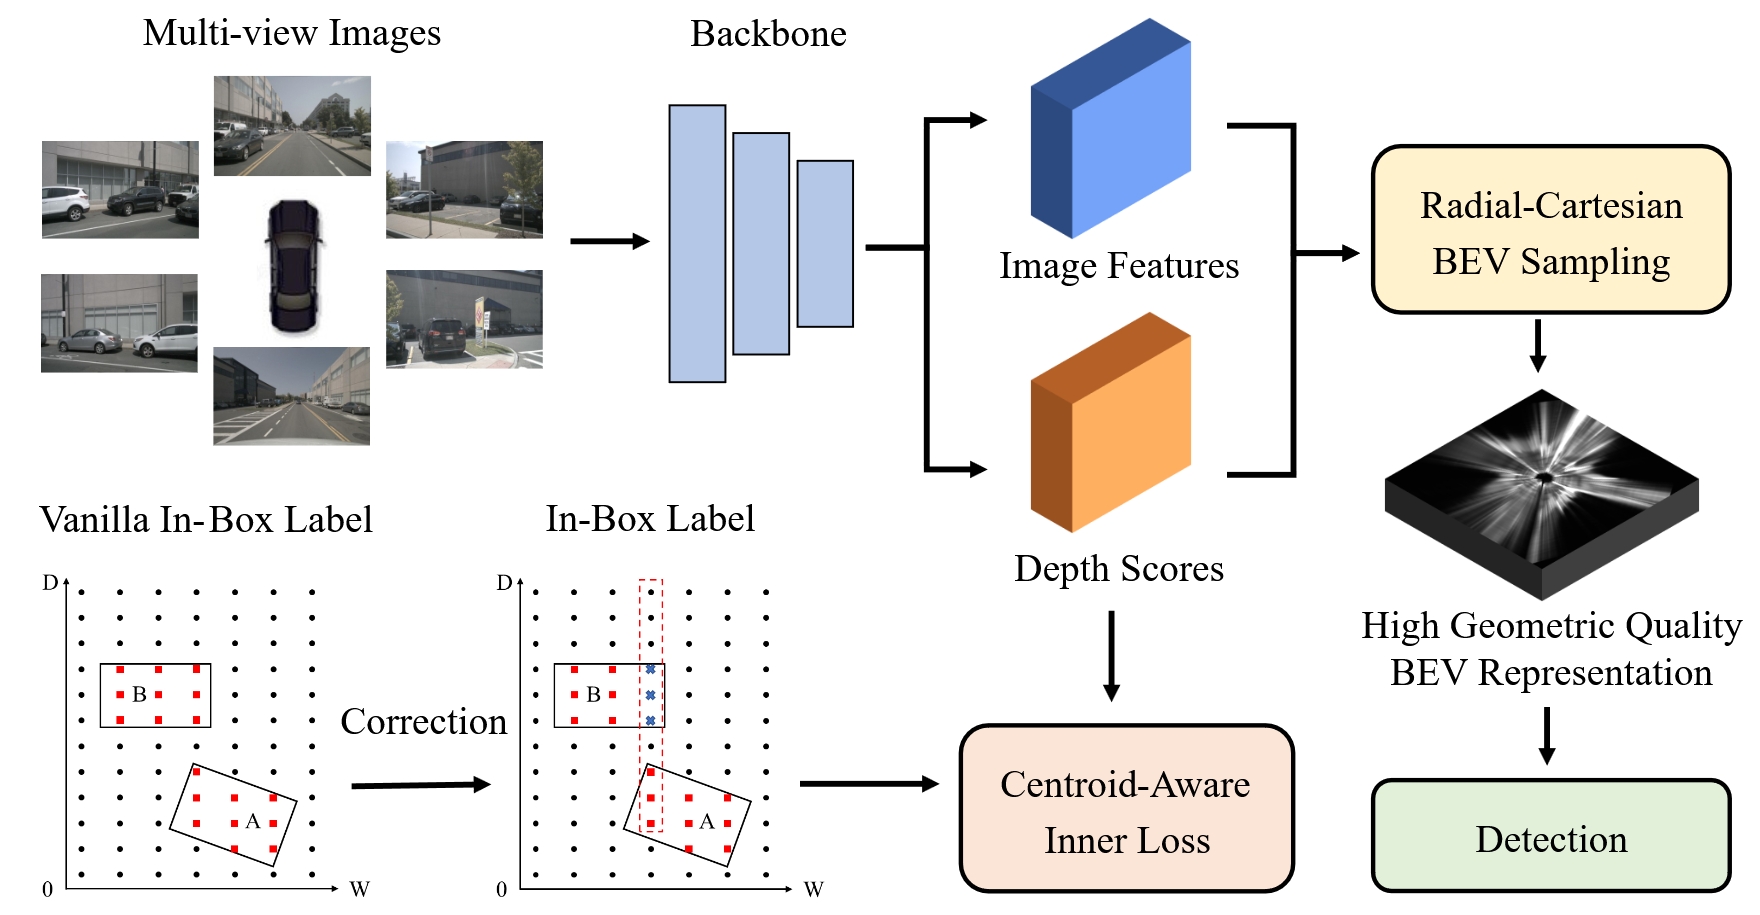 Multi-view Images
Backbone
Image Features
Radial-Cartesian
BEV Sampling
Depth Scores
High Geometric Quality
BEV Representation
Vanilla In-Box Label
In-Box Label
D
B
A
0
W
Correction
D
B
A
0
W
Centroid-Aware
Inner Loss
Detection